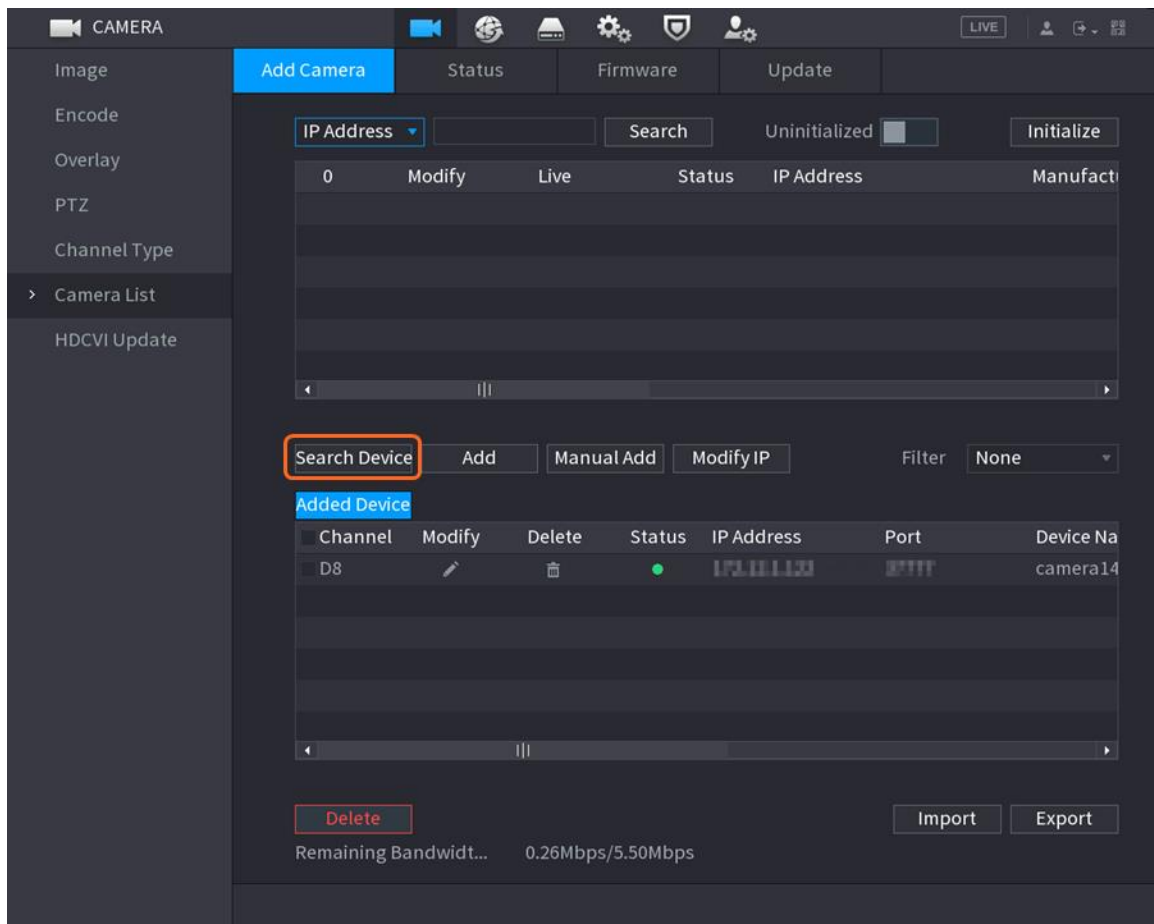 CAMERA LIVE
Image
Encode
Overlay
PTZ
Channel Type
Camera List
HDCVI Update
Add Camera Status Firmware Update
IP Address Search Uninitialized Initialize
0 Modify Live Status IP Address Manufact
Search Device Add Manual Add Modify IP Filter None
Added Device
Channel Modify Delete Status IP Address Port Device Na
D8 camera14
Delete Import Export
Remaining Bandwidt... 0.26Mbps/5.50Mbps